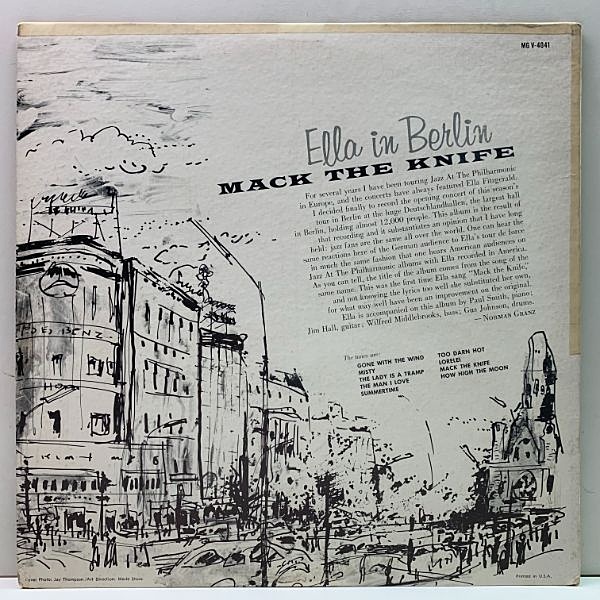 MG V-4041
Ella in Berlin
MACK THE KNIFE
For several years I have been touring Jazz At The Philharmonic
in Europe, and the concerts have always featured Ella Fitzgerald.
I decided finally to record the opening concert of this season's
tour in Berlin at the huge Deutschlandhallen, the largest hall
in Berlin, holding almost 12,000 people. This album is the result of
that recording and it substantiates an opinion that I have long
held: jazz fans are the same all over the world. One can hear the
same reactions here of the German audience to Ella's tour de force
in much the same fashion that one hears American audiences on
Jazz At The Philharmonic albums with Ella recorded in America.
As you can tell, the title of the album comes from the song of the
same name. This was the first time Ella sang "Mack the Knife,"
and not knowing the lyrics too well she substituted her own,
for what may well have been an improvement on the original.
Ella is accompanied on this album by Paul Smith, piano;
Jim Hall, guitar; Wilfred Middlebrooks, bass; Gus Johnson, drums.
—NORMAN GRANZ
The tunes are:
GONE WITH THE WIND
MISTY
THE LADY IS A TRAMP
THE MAN I LOVE
SUMMERTIME
TOO DARN HOT
LORELEI
MACK THE KNIFE
HOW HIGH THE MOON
Photo: Jay Thompson/Art Direction: Merle Shore
Printed in U.S.A.